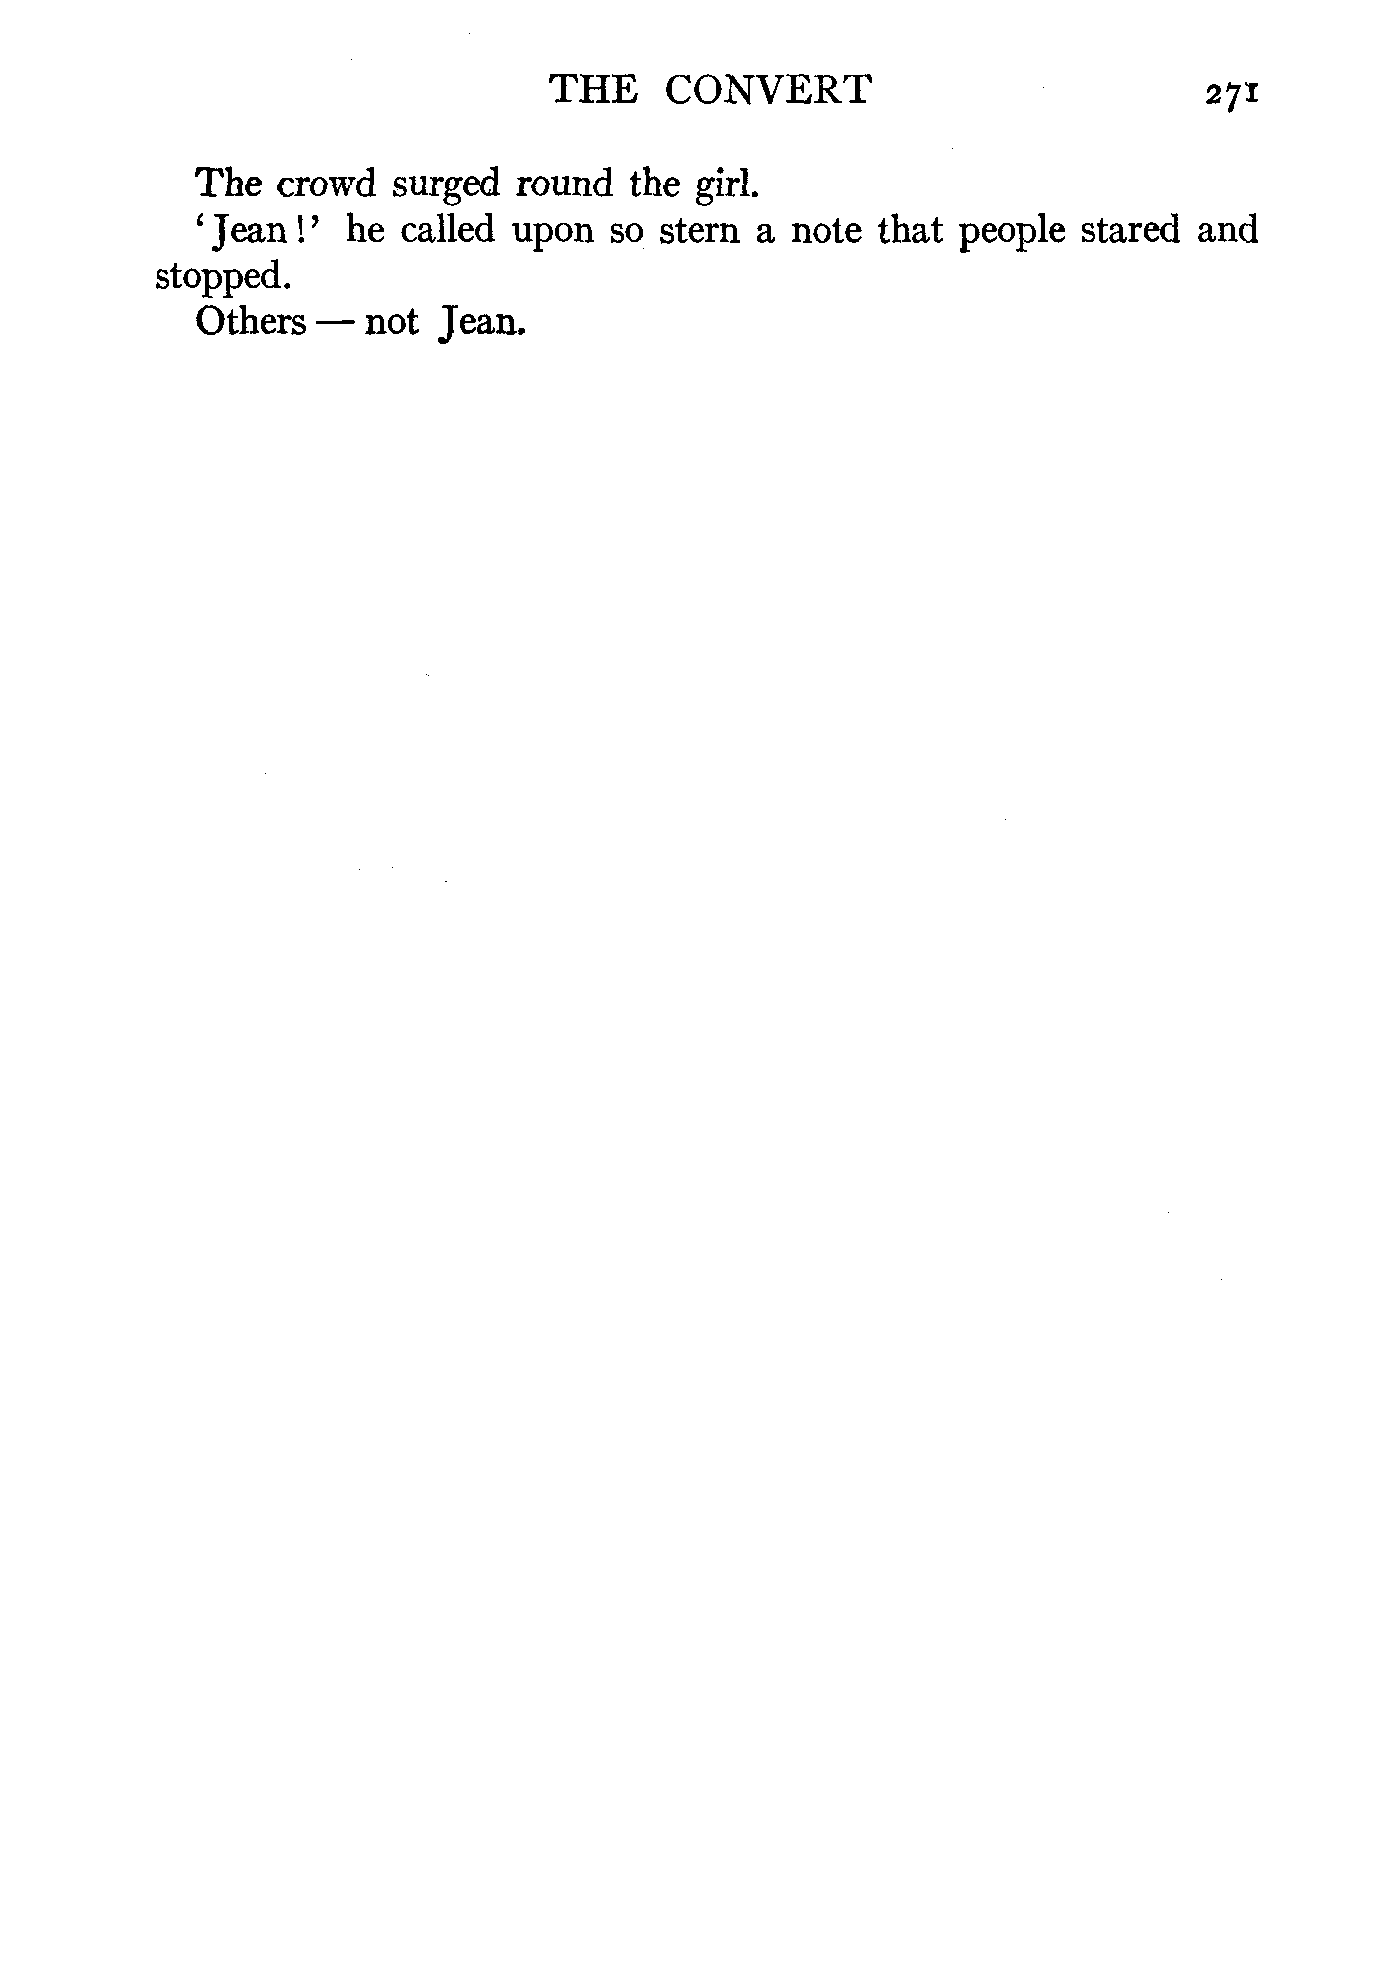 THE CONVERT 271
The crowd surged round the girl.
‘Jean!’ he called upon so stern a note that people stared and
stopped.
Others — not Jean.